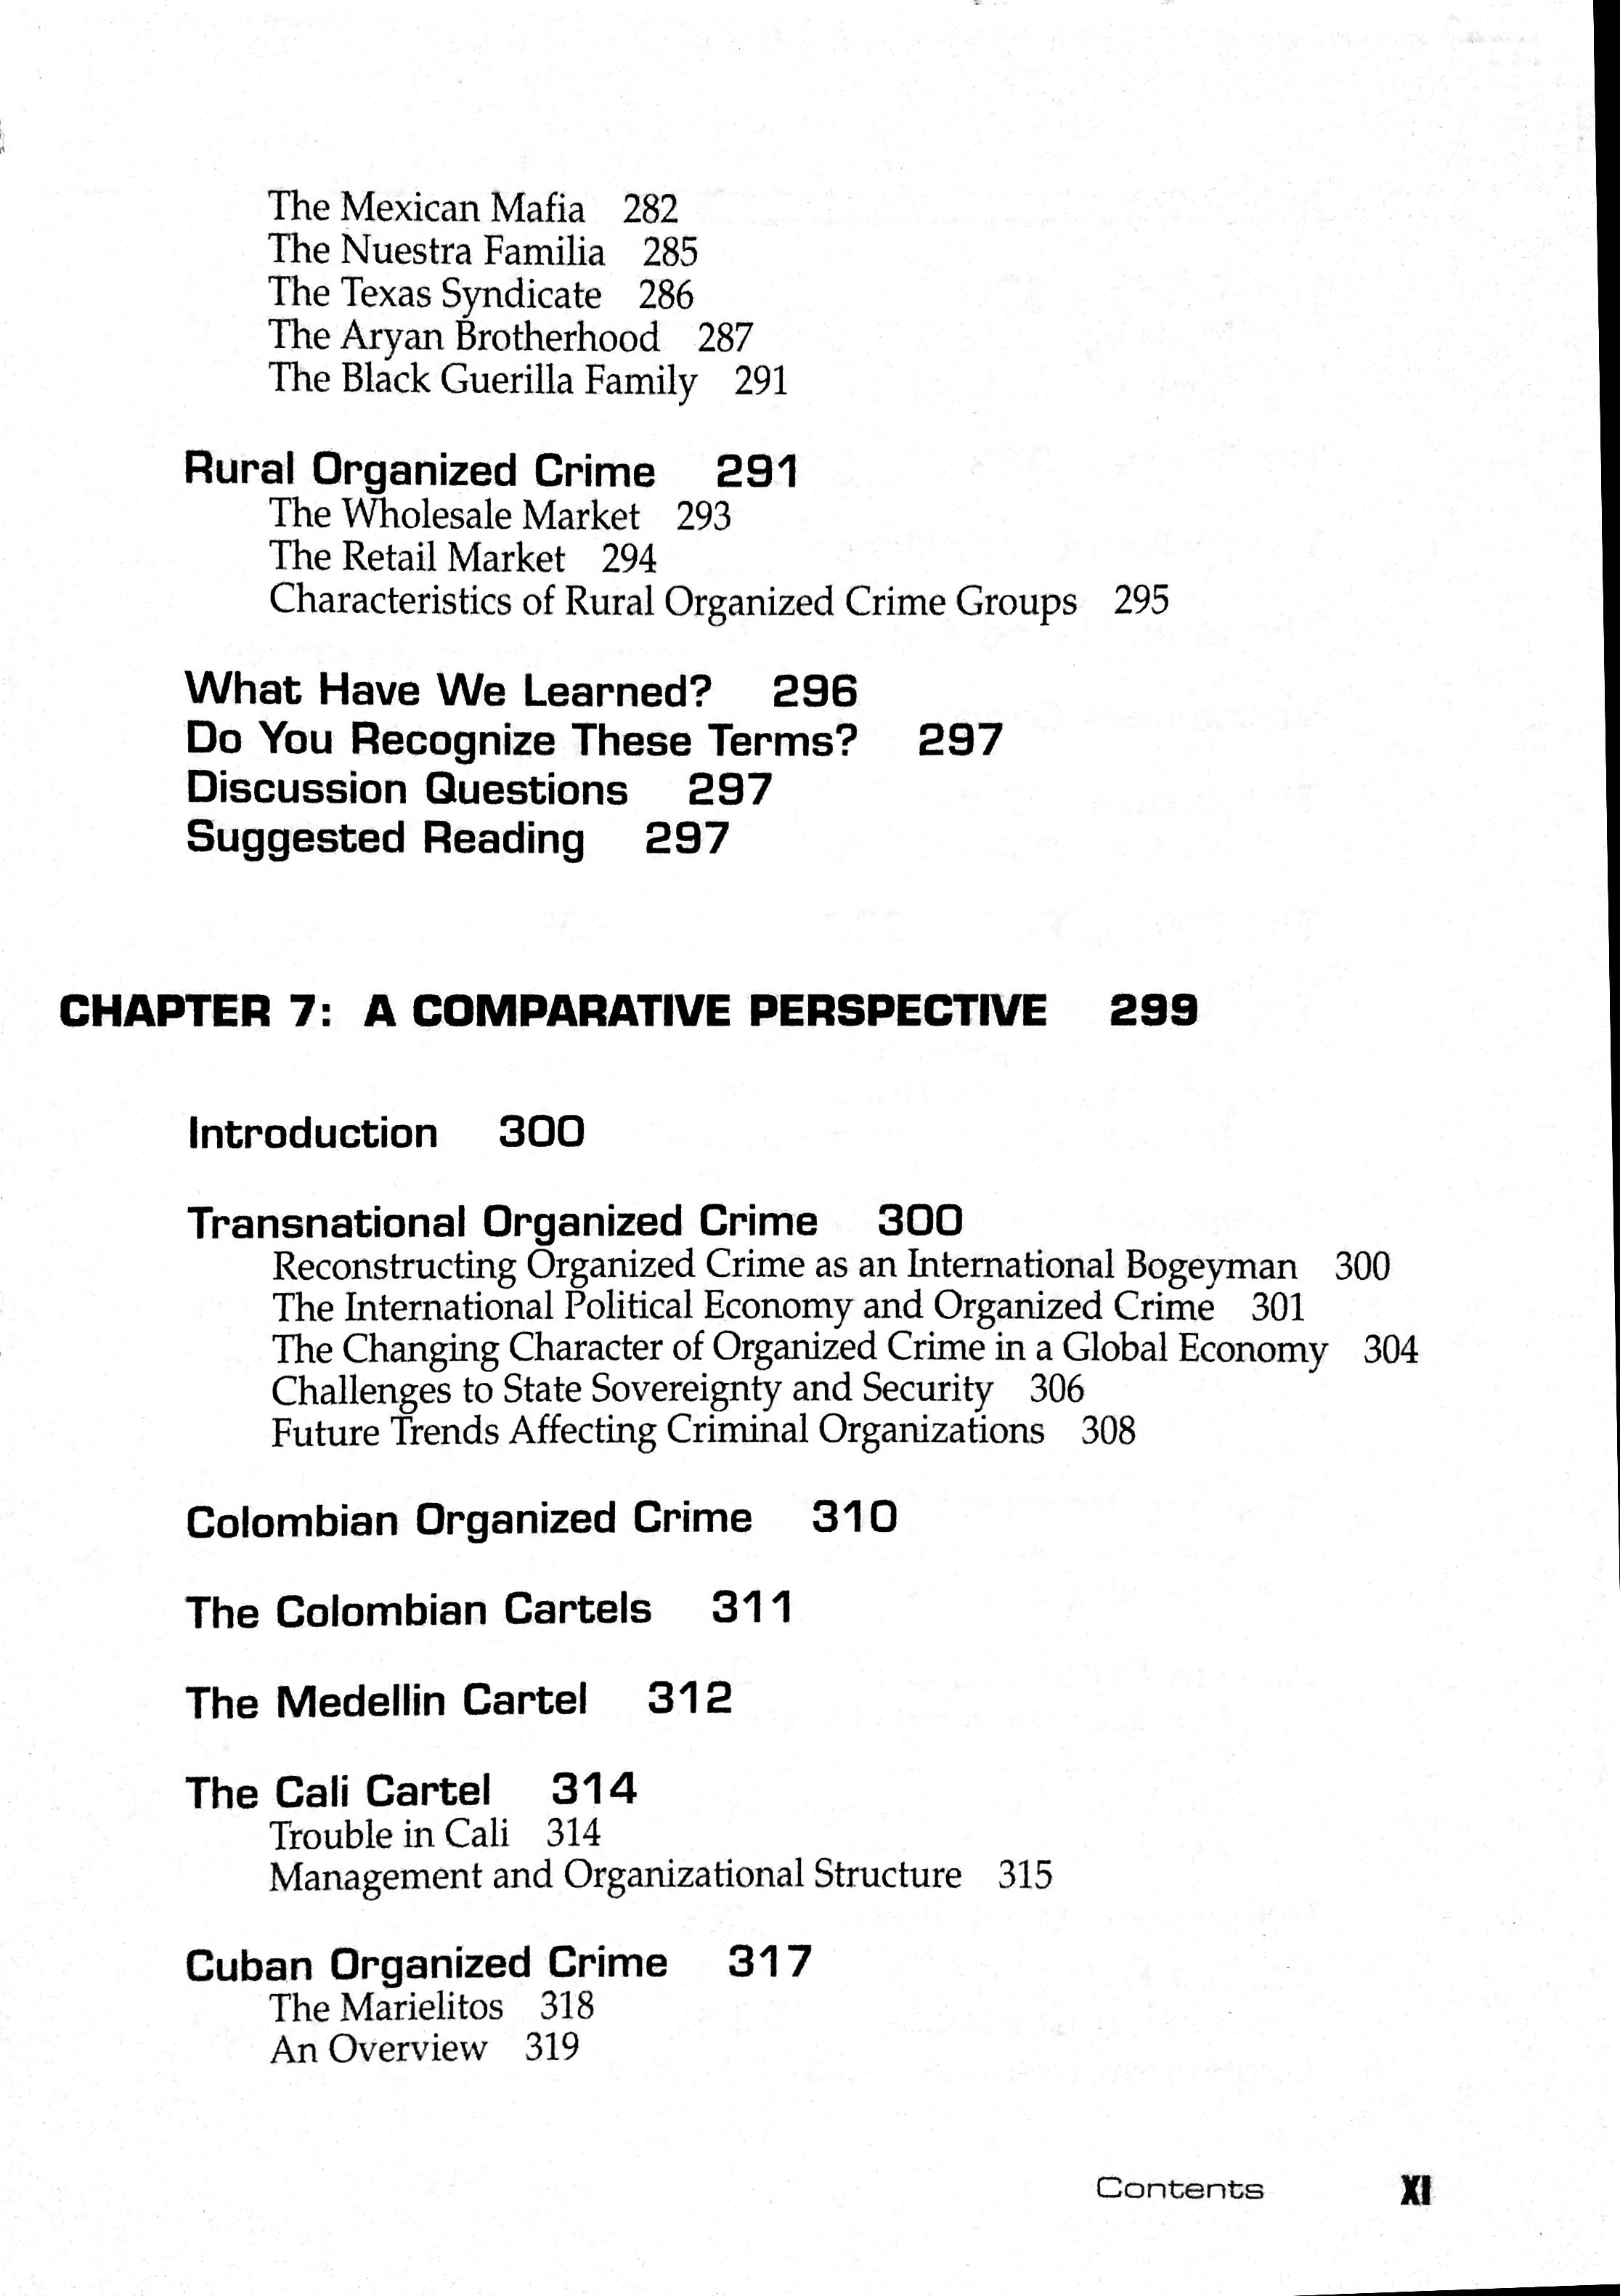 The Mexican Mafia 282
The Nuestra Familia 285
The Texas Syndicate 286
The Aryan Brotherhood 287
The Black Guerilla Family 291
Rural Organized Crime 291
The Wholesale Market 293
The Retail Market 294
Characteristics of Rural Organized Crime Groups 295
What Have We Learned? 296
Do You Recognize These Terms? 297
Discussion Questions 297
Suggested Reading 297
CHAPTER 7: A COMPARATIVE PERSPECTIVE 299
Introduction 300
Transnational Organized Crime 300
Reconstructing Organized Crime as an International Bogeyman 300
The International Political Economy and Organized Crime 301
The Changing Character of Organized Crime in a Global Economy 304
Challenges to State Sovereignty and Security 306
Future Trends Affecting Criminal Organizations 308
Colombian Organized Crime 310
The Colombian Cartels 311
The Medellin Cartel 312
The Cali Cartel 314
Trouble in Cali 314
Management and Organizational Structure 315
Cuban Organized Crime 317
The Marielitos 318
An Overview 319
Contents XI